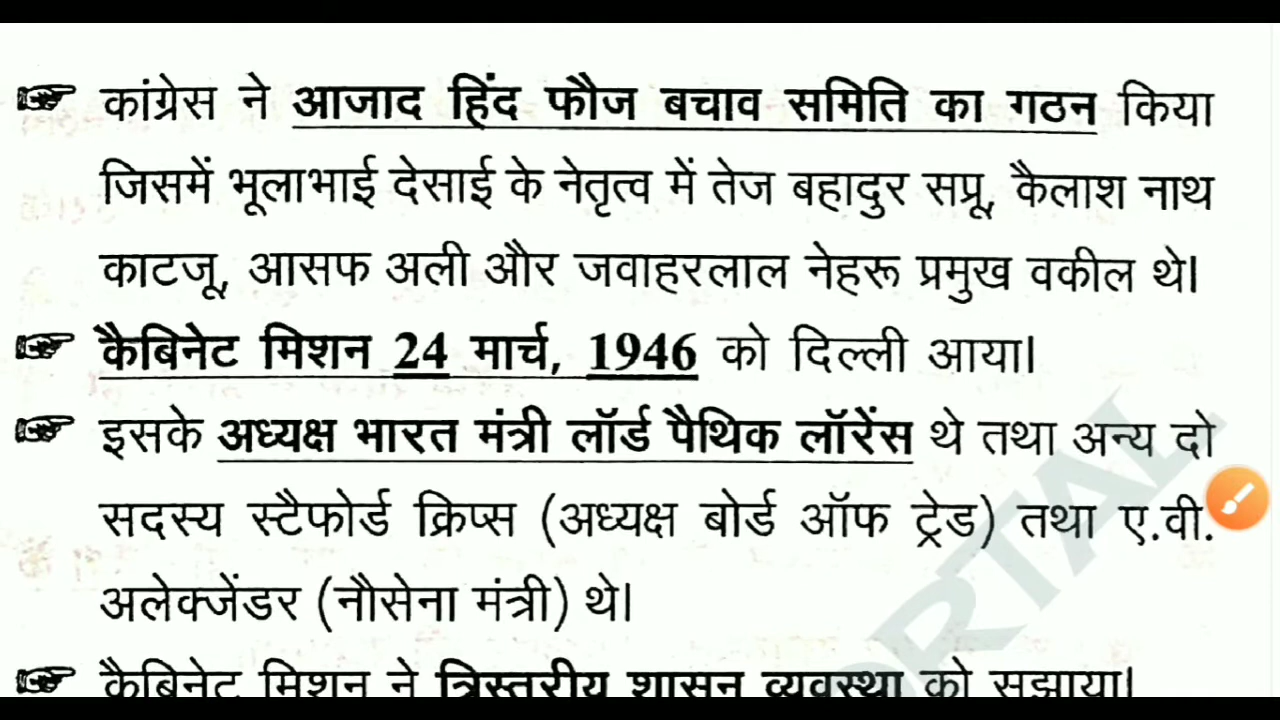 कांग्रेस ने आजाद हिंद फौज बचाव समिति का गठन किया
जिसमें भूलाभाई देसाई के नेतृत्व में तेज बहादुर सप्रू, कैलाश नाथ
काटजू, आसफ अली और जवाहरलाल नेहरू प्रमुख वकील थे।
कैबिनेट मिशन 24 मार्च, 1946 को दिल्ली आया।
इसके अध्यक्ष भारत मंत्री लॉर्ड पैथिक लॉरेंस थे तथा अन्य दो
सदस्य स्टैफोर्ड क्रिप्स (अध्यक्ष बोर्ड ऑफ ट्रेड) तथा ए.वी.
अलेक्जेंडर (नौसेना मंत्री) थे।
कैबिनेट मिशन ने त्रिस्तरीय शासन व्यवस्था को सुझाया।
ORTAL